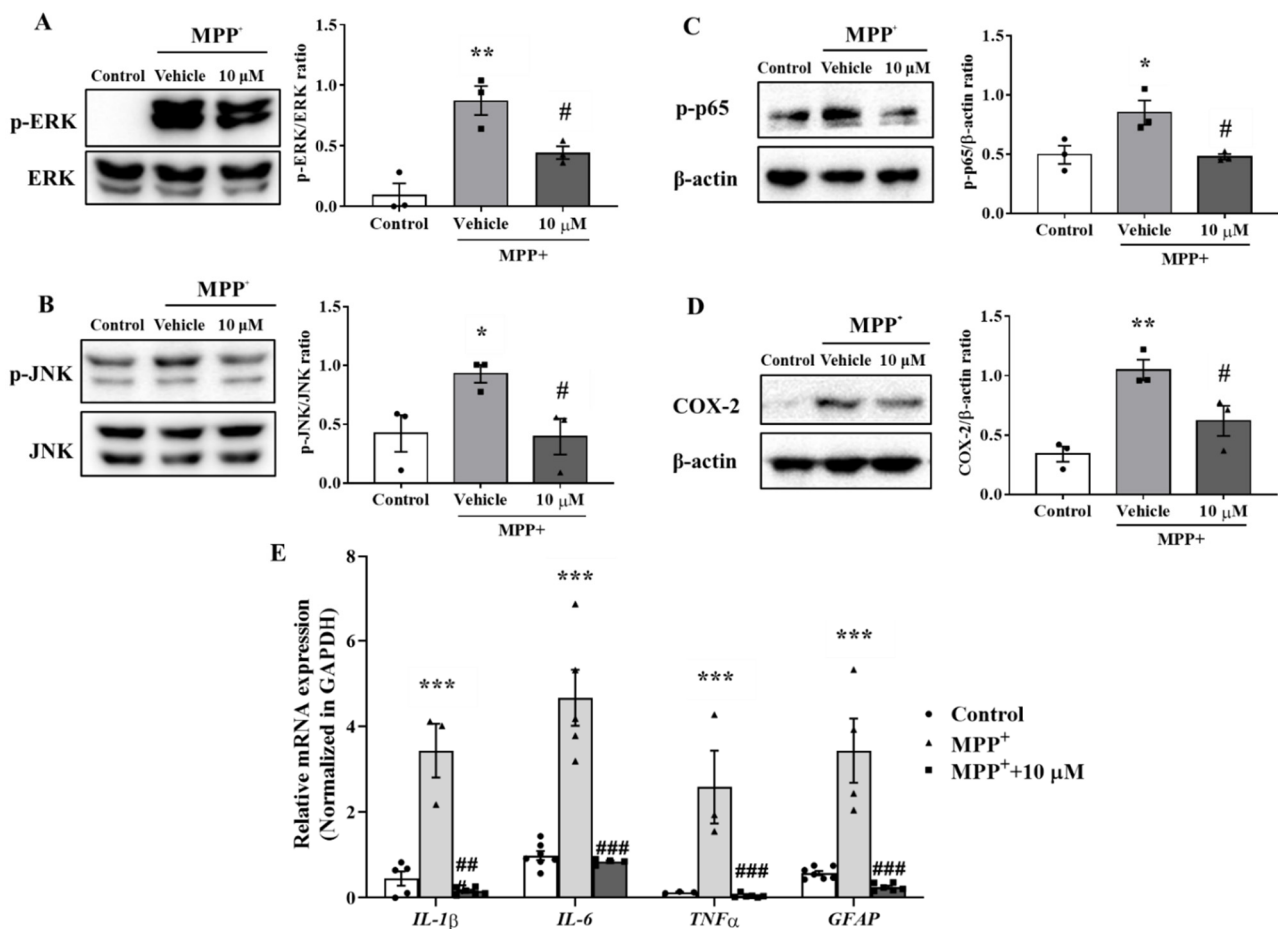 A
MPP+
Control Vehicle 10 μM
p-ERK
ERK
p-ERK/ERK ratio
1.5
1.0
0.5
0.0
**
#
Control Vehicle 10 μM
MPP+
B
MPP+
Control Vehicle 10 μM
p-JNK
JNK
p-JNK/JNK ratio
1.5
1.0
0.5
0.0
*
#
Control Vehicle 10 μM
MPP+
C
MPP+
Control Vehicle 10 μM
p-p65
β-actin
p-p65/β-actin ratio
1.5
1.0
0.5
0.0
*
#
Control Vehicle 10 μM
MPP+
D
MPP+
Control Vehicle 10 μM
COX-2
β-actin
COX-2/β-actin ratio
1.5
1.0
0.5
0.0
**
#
Control Vehicle 10 μM
MPP+
E
Relative mRNA expression
(Normalized in GAPDH)
8
6
4
2
0
***
##
#
***
###
***
###
***
###
IL-1β IL-6 TNFα GFAP
Control
MPP+
MPP++10 μM